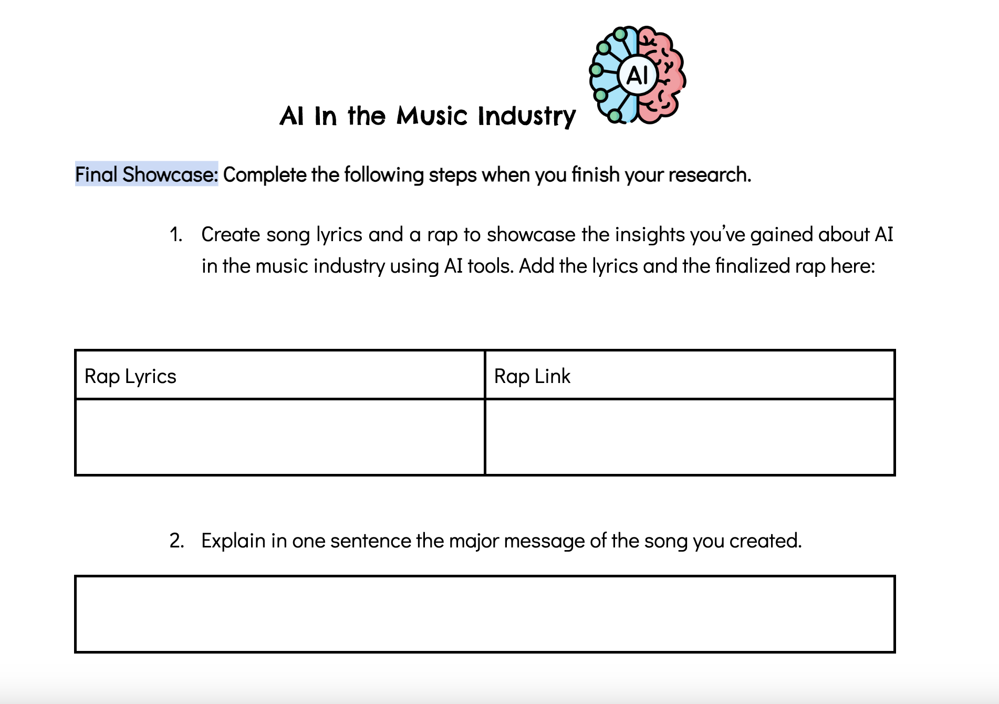 AI
AI In the Music Industry
Final Showcase: Complete the following steps when you finish your research.
1. Create song lyrics and a rap to showcase the insights you’ve gained about AI
in the music industry using AI tools. Add the lyrics and the finalized rap here:
Rap Lyrics
Rap Link
2. Explain in one sentence the major message of the song you created.